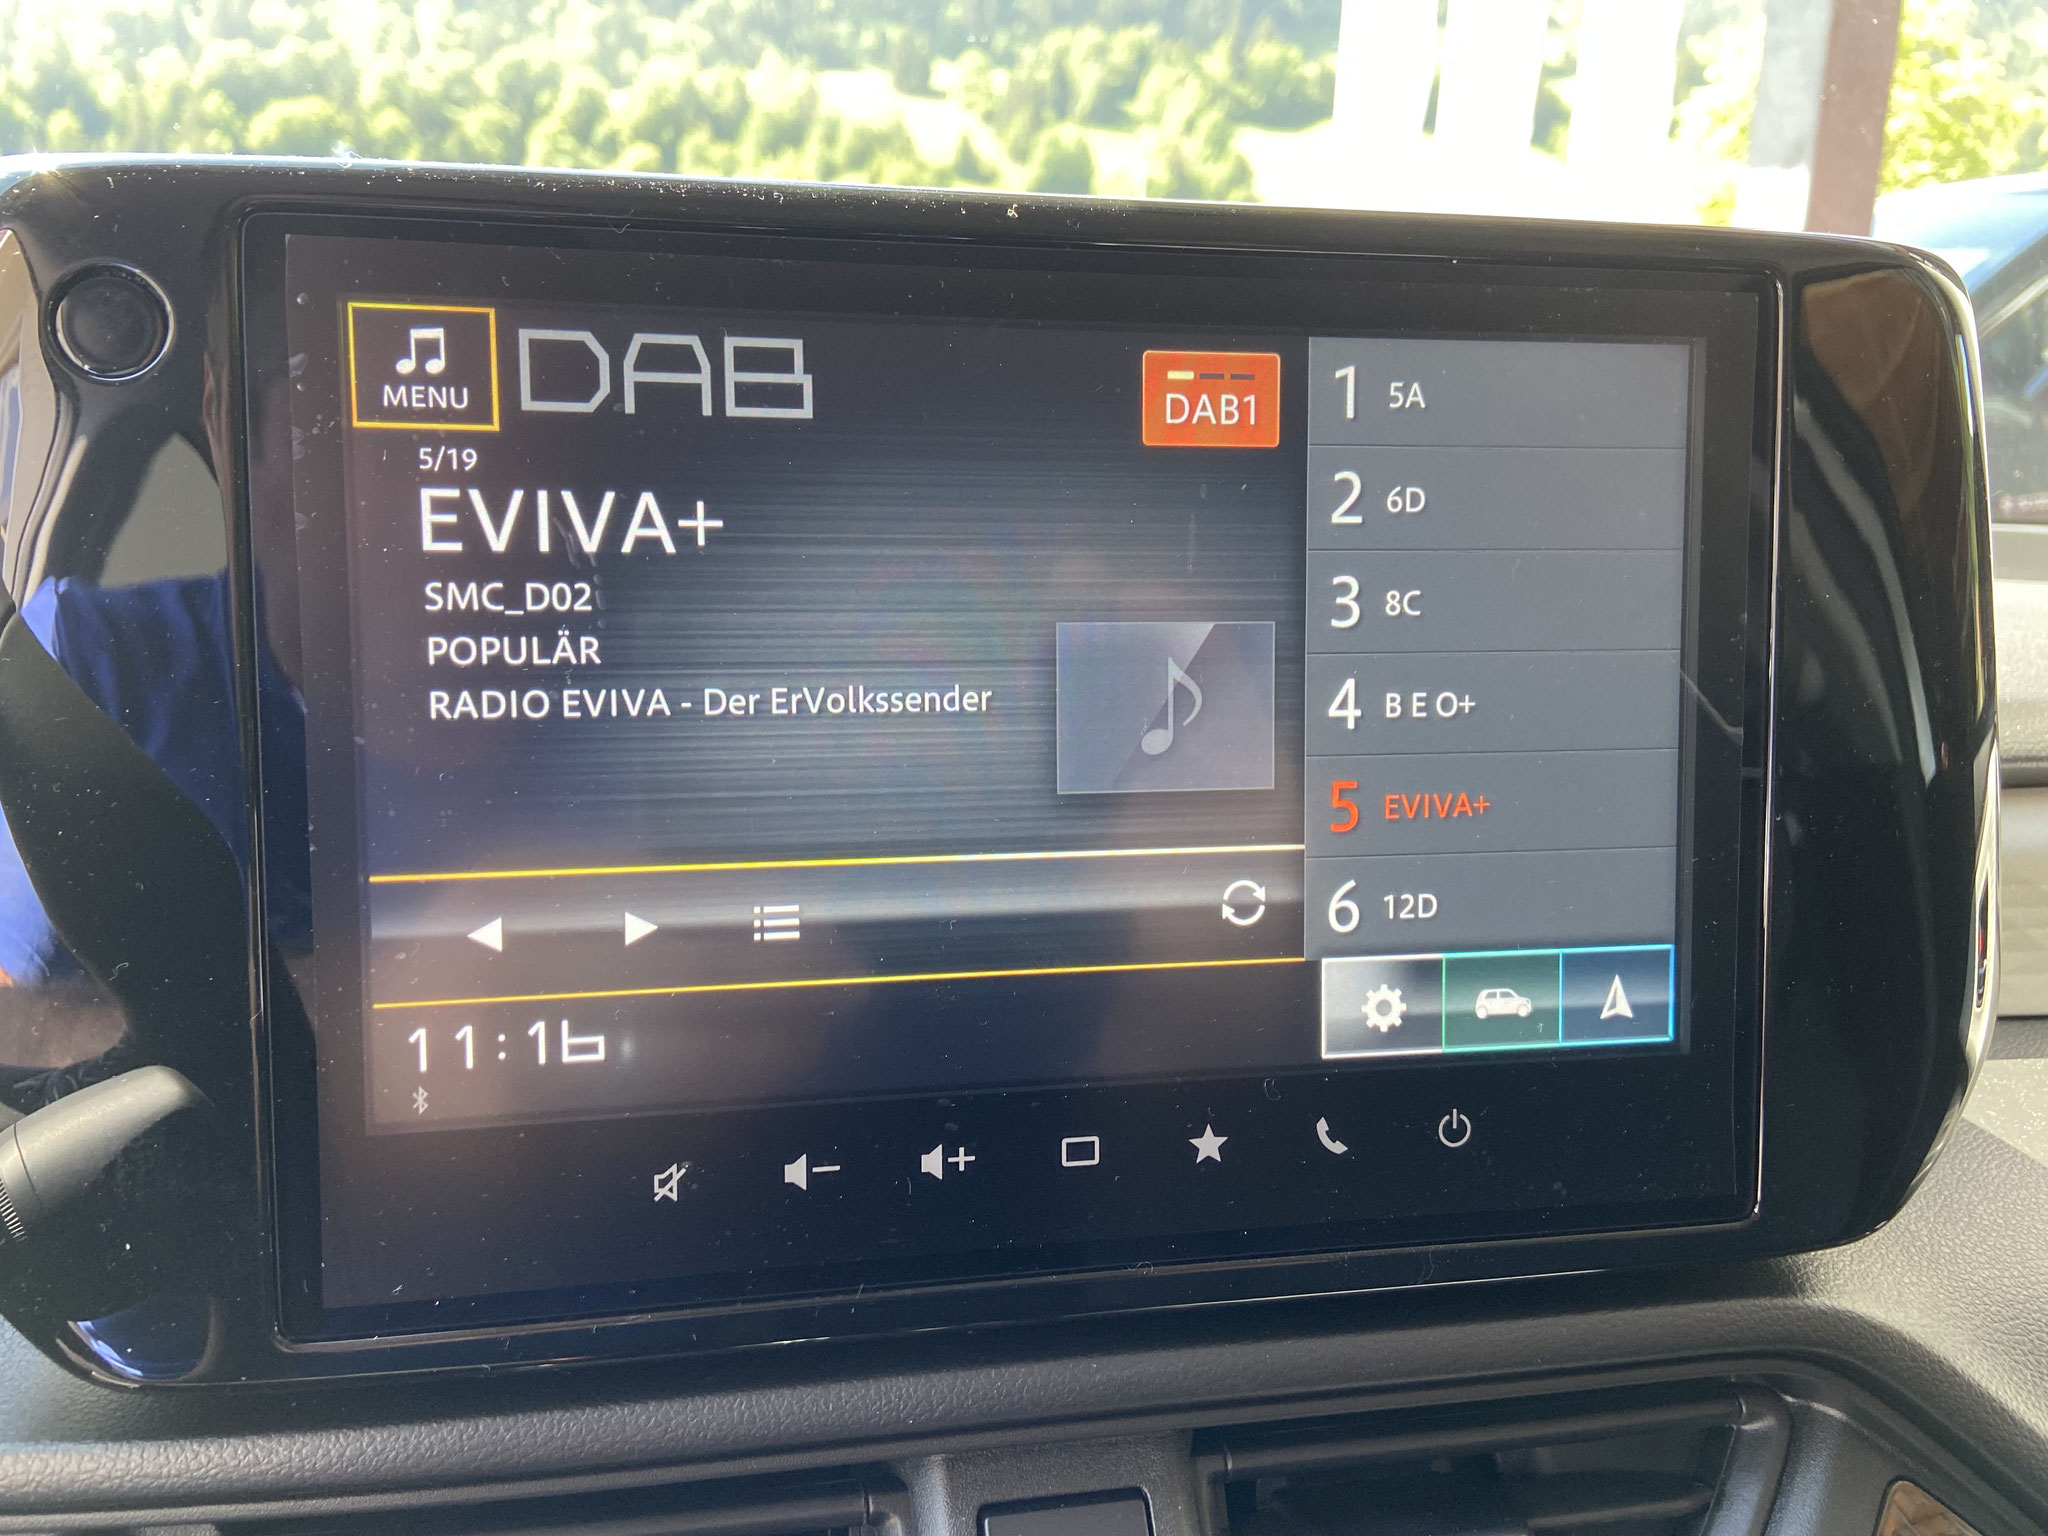 MENU
DAB
DAB1
5/19
EVIVA+
SMC_D02
POPULÄR
RADIO EVIVA - Der ErVolkssender
11:16
1 5A
2 6D
3 8C
4 B E O+
5 EVIVA+
6 12D